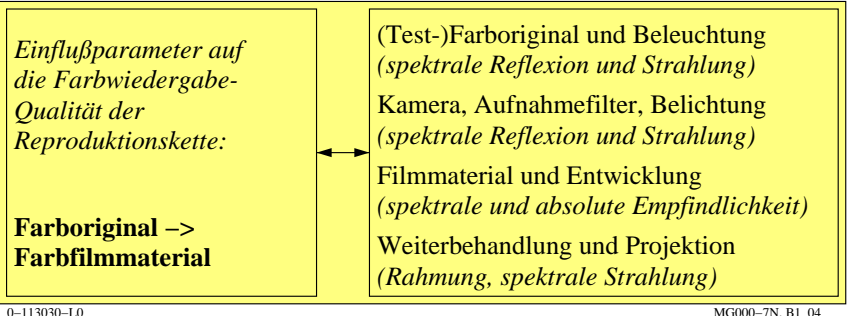 Einflußparameter auf
die Farbwiedergabe-
Qualität der
Reproduktionskette:
Farboriginal −>
Farbfilmmaterial
(Test-)Farboriginal und Beleuchtung
(spektrale Reflexion und Strahlung)
Kamera, Aufnahmefilter, Belichtung
(spektrale Reflexion und Strahlung)
Filmmaterial und Entwicklung
(spektrale und absolute Empfindlichkeit)
Weiterbehandlung und Projektion
(Rahmung, spektrale Strahlung)
0−113030−L0
MG000−7N, B1_04